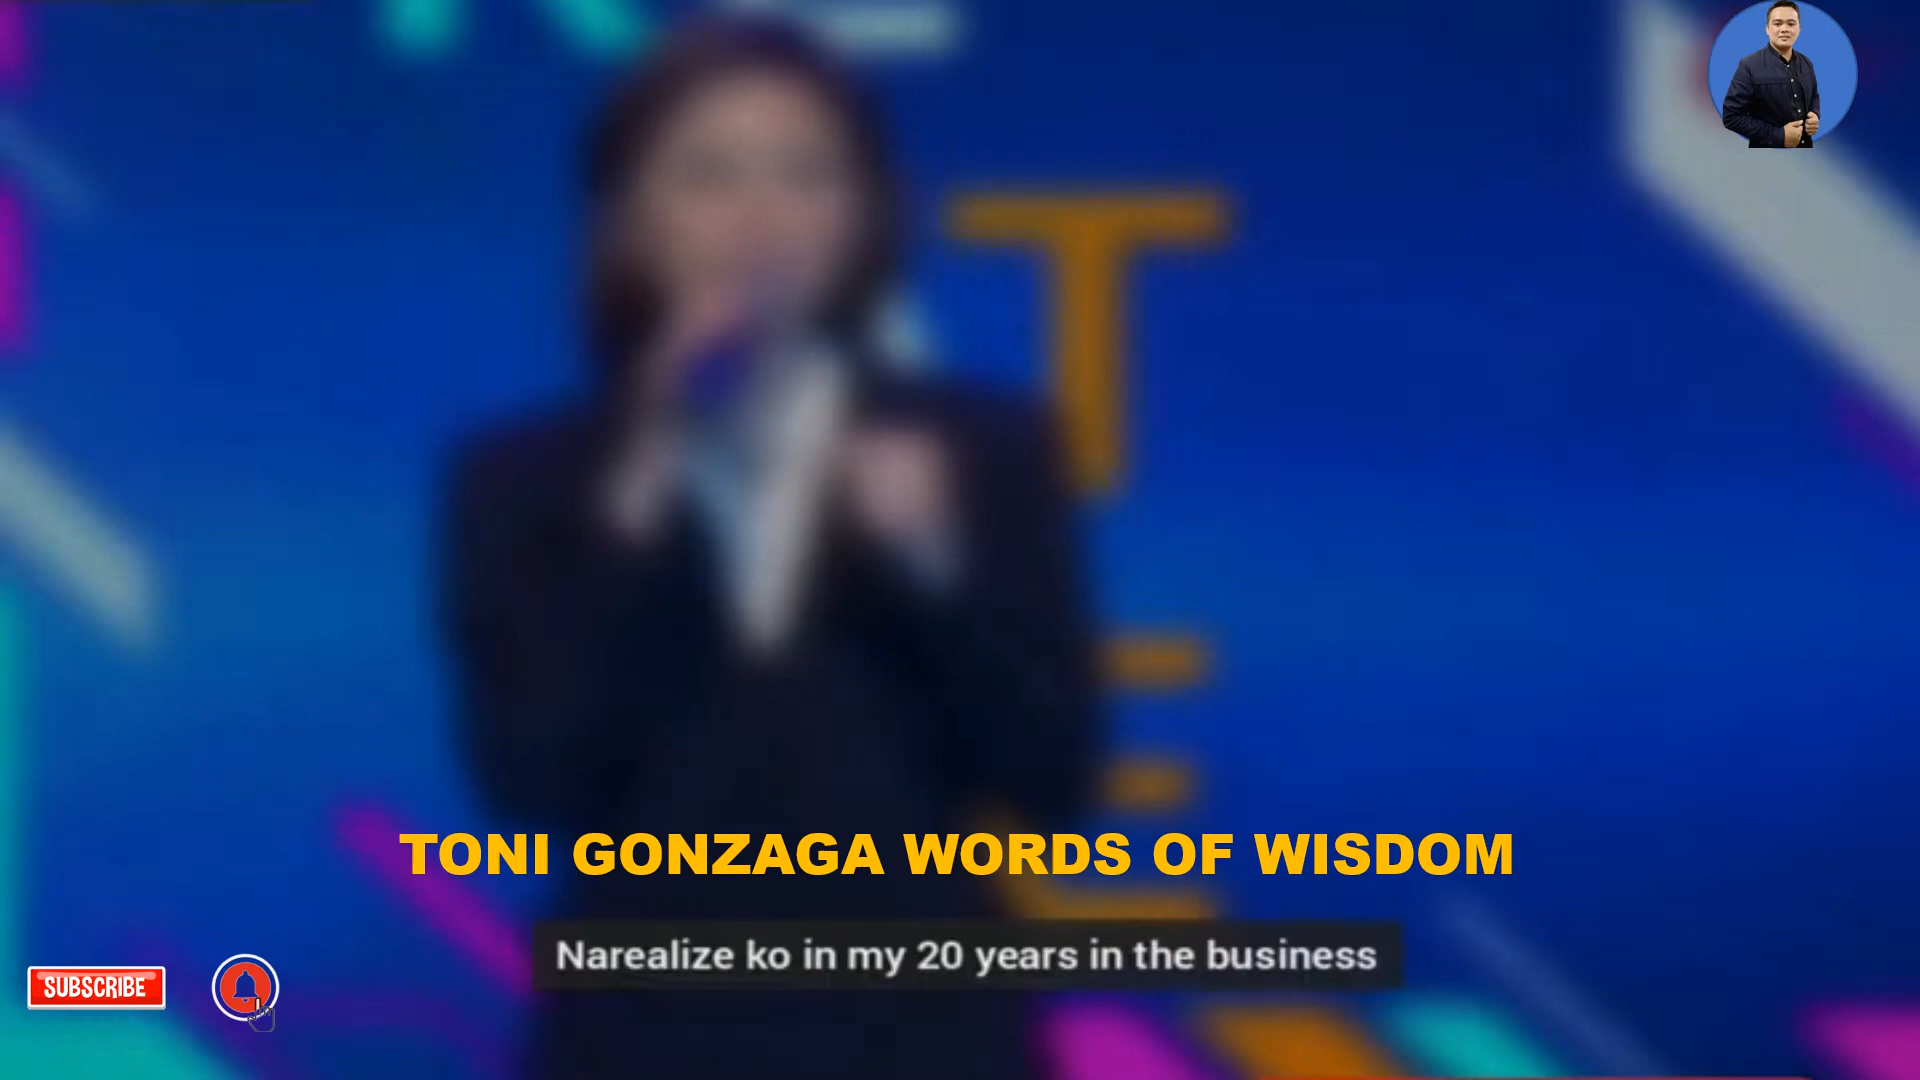 T
TONI GONZAGA WORDS OF WISDOM
Narealize ko in my 20 years in the business
SUBSCRIBE